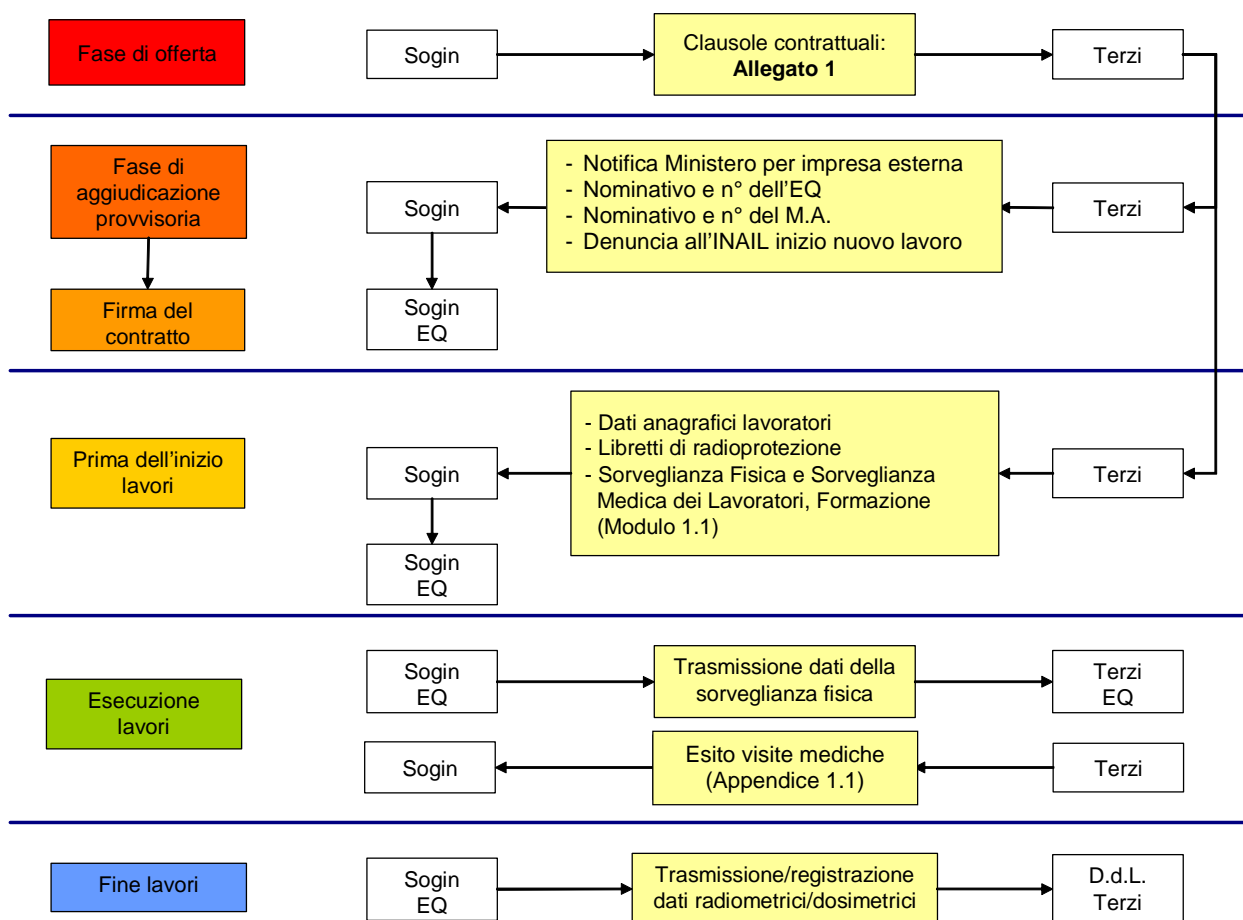 Fase di offerta
Sogin
Clausole contrattuali:
Allegato 1
Terzi
Fase di
aggiudicazione
provvisoria
Sogin
- Notifica Ministero per impresa esterna
- Nominativo e n° dell'EQ
- Nominativo e n° del M.A.
- Denuncia all'INAIL inizio nuovo lavoro
Terzi
Firma del
contratto
Sogin
EQ
Prima dell'inizio
lavori
Sogin
- Dati anagrafici lavoratori
- Libretti di radioprotezione
- Sorveglianza Fisica e Sorveglianza
Medica dei Lavoratori, Formazione
(Modulo 1.1)
Terzi
Sogin
EQ
Esecuzione
lavori
Sogin
EQ
Trasmissione dati della
sorveglianza fisica
Terzi
EQ
Sogin
Esito visite mediche
(Appendice 1.1)
Terzi
Fine lavori
Sogin
EQ
Trasmissione/registrazione
dati radiometrici/dosimetrici
D.d.L.
Terzi